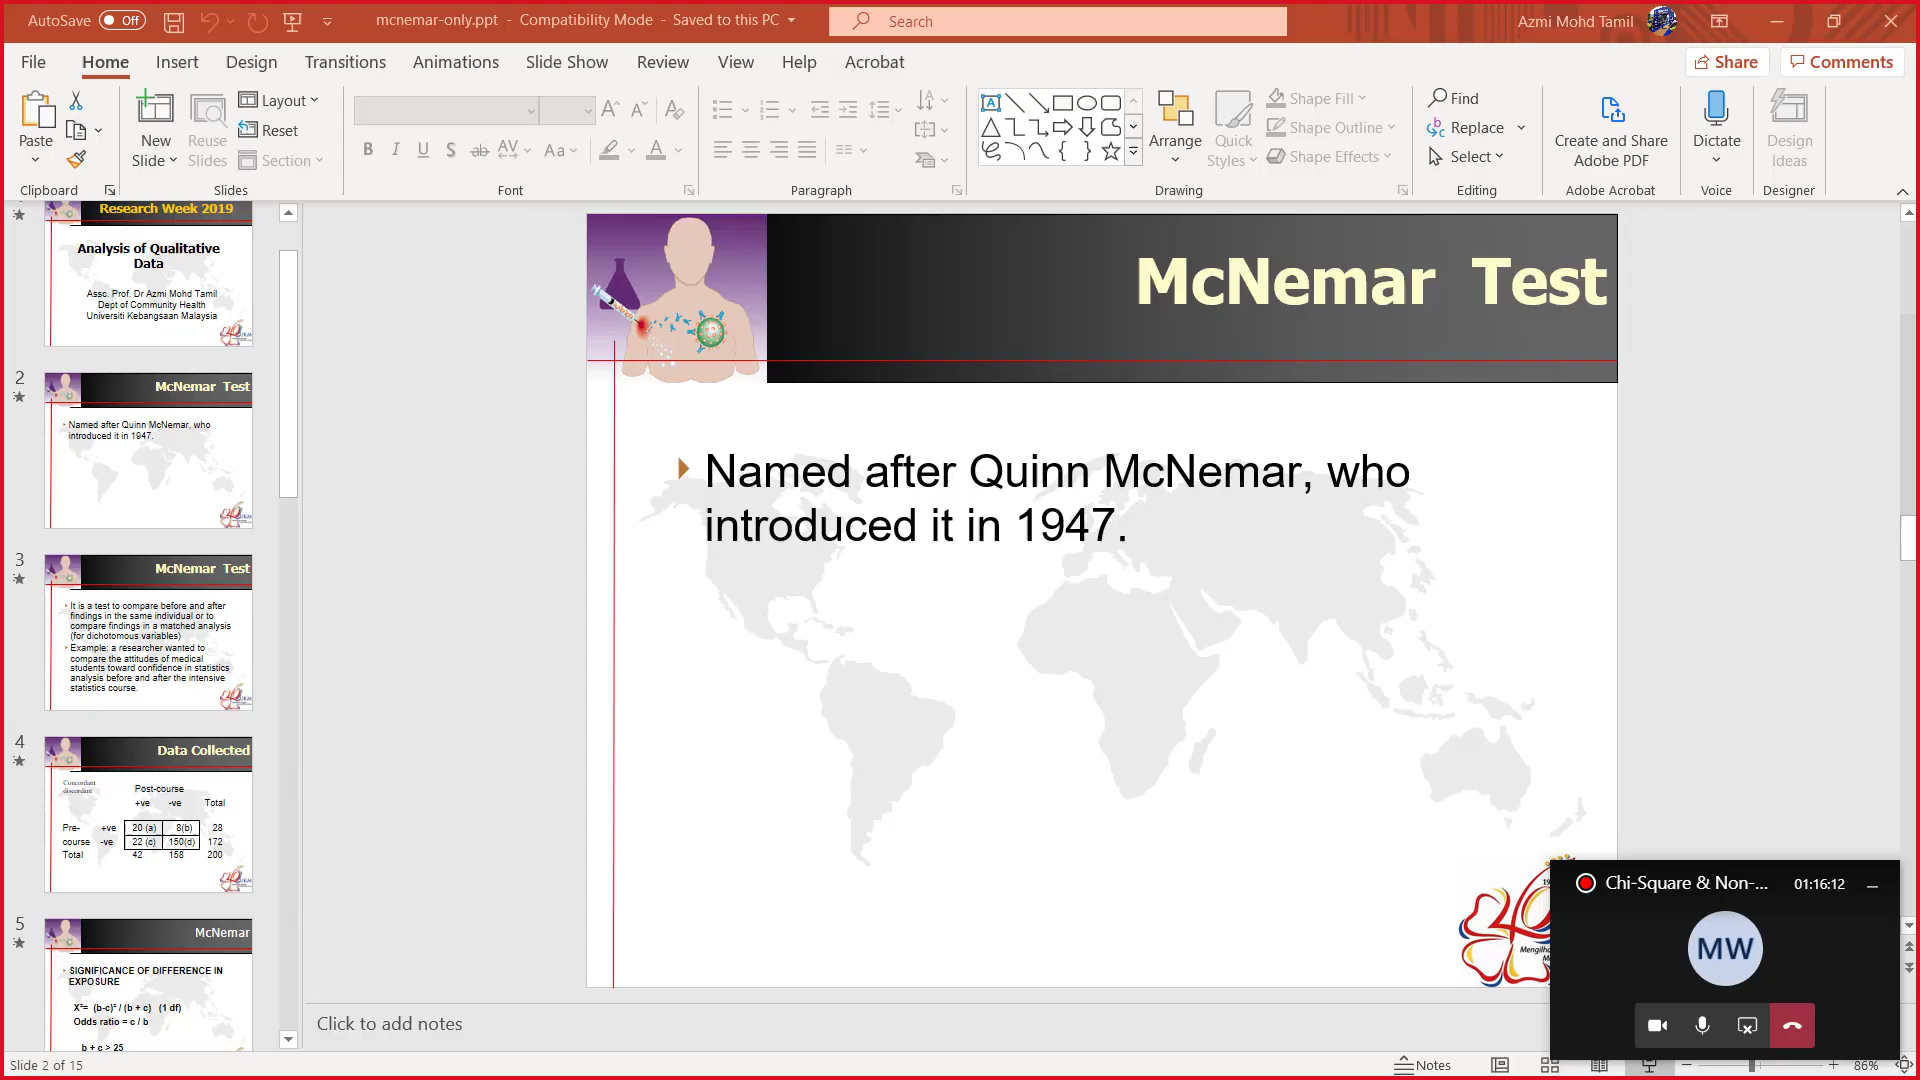 AutoSave Off mcnemar-only.ppt - Compatibility Mode - Saved to this PC Search Azmi Mohd Tamil
File Home Insert Design Transitions Animations Slide Show Review View Help Acrobat Share Comments
Paste
New Slide
Reuse Slides
Layout
Reset
Section
Clipboard Slides Font Paragraph Drawing Editing Adobe Acrobat Voice Designer
Arrange
Quick Styles
Shape Fill
Shape Outline
Shape Effects
Find
Replace
Select
Create and Share Adobe PDF
Dictate
Design Ideas
Research Week 2019
Analysis of Qualitative
Data
Assc. Prof. Dr Azmi Mohd Tamil
Dept of Community Health
Universiti Kebangsaan Malaysia
2
McNemar Test
Named after Quinn McNemar, who
introduced it in 1947.
3
McNemar Test
It is a test to compare before and after
findings in the same individual or to
compare findings in a matched analysis
(for dichotomous variables)
Example: a researcher wanted to
compare the attitudes of medical
students toward confidence in statistics
analysis before and after the intensive
statistics course.
4
Data Collected
Concordant
discordant
Post-course
+ve -ve Total
Pre- +ve 20 (a) 8(b) 28
course -ve 22 (c) 150(d) 172
Total 42 158 200
5
McNemar
SIGNIFICANCE OF DIFFERENCE IN
EXPOSURE
X²= (b-c)² / (b + c) (1 df)
Odds ratio = c / b
b + c > 25
McNemar Test
Named after Quinn McNemar, who
introduced it in 1947.
Click to add notes
Chi-Square & Non-... 01:16:12
MW
Slide 2 of 15 Notes 86%